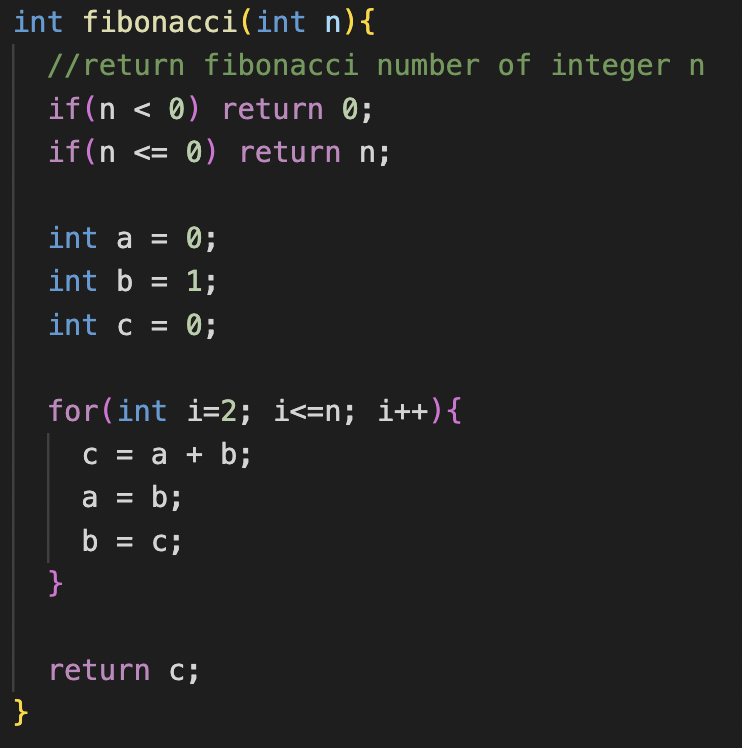 int fibonacci(int n){
//return fibonacci number of integer n
if(n < 0) return 0;
if(n <= 0) return n;
int a = 0;
int b = 1;
int c = 0;
for(int i=2; i<=n; i++){
c = a + b;
a = b;
b = c;
}
return c;
}